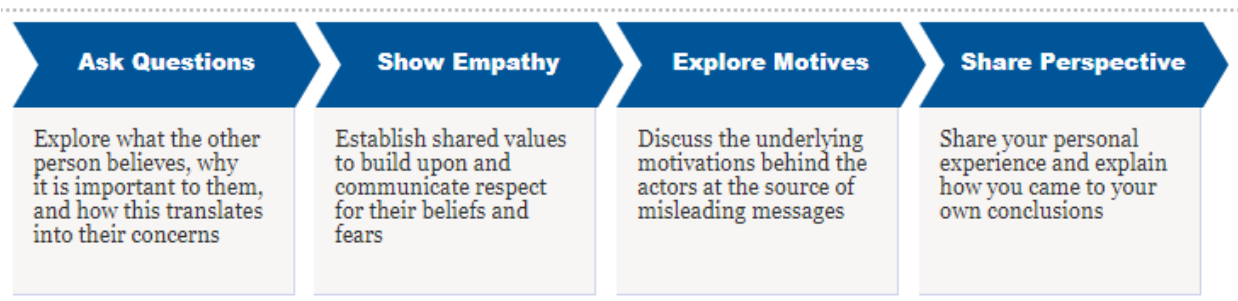 Ask Questions
Explore what the other
person believes, why
it is important to them,
and how this translates
into their concerns
Show Empathy
Establish shared values
to build upon and
communicate respect
for their beliefs and
fears
Explore Motives
Discuss the underlying
motivations behind the
actors at the source of
misleading messages
Share Perspective
Share your personal
experience and explain
how you came to your
own conclusions